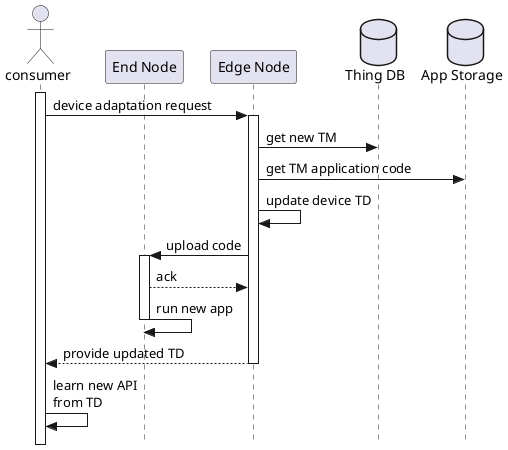 consumer
End Node
Edge Node
Thing DB
App Storage
device adaptation request
get new TM
get TM application code
update device TD
upload code
ack
run new app
provide updated TD
learn new API
from TD